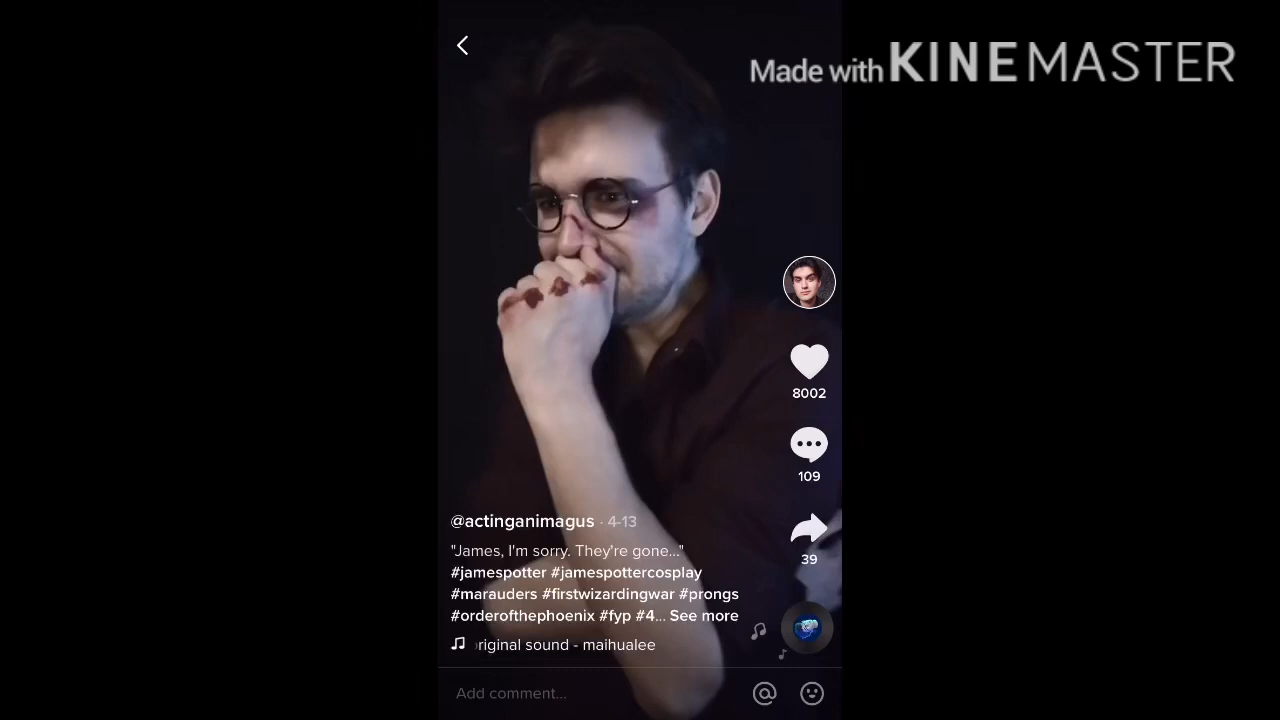 Made with KINEMASTER
8002
109
39
@actinganimagus · 4-13
"James, I'm sorry. They're gone..."
#jamespotter #jamespottercosplay
#marauders #firstwizardingwar #prongs
#orderofthephoenix #fyp #4... See more
riginal sound - maihualee
Add comment...